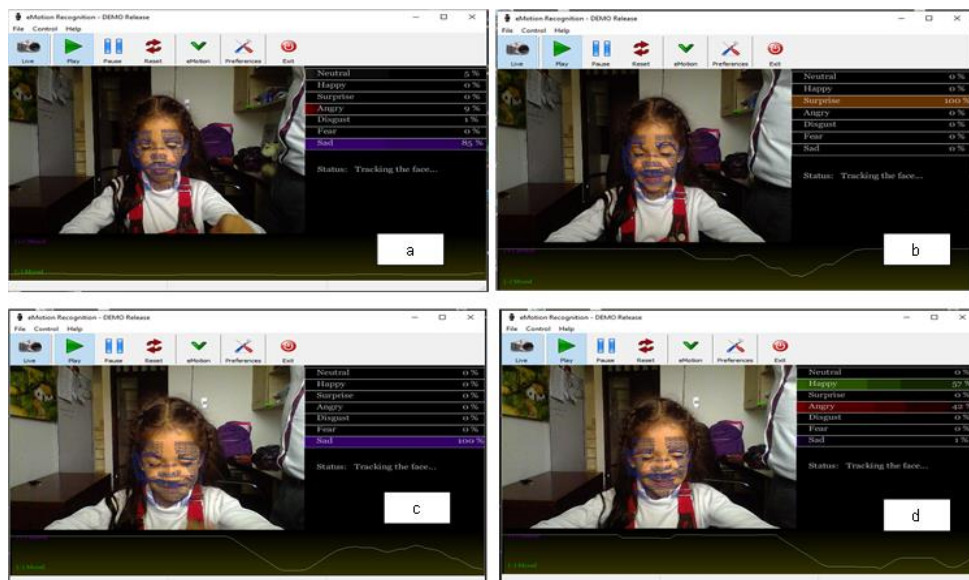 eMotion Recognition - DEMO Release
File Control Help
Live Play Pause Reset eMotion Preferences Exit
Neutral 5 %
Happy 0 %
Surprise 0 %
Angry 9 %
Disgust 1 %
Fear 0 %
Sad 85 %
Status: Tracking the face...
(-) Mood
a
eMotion Recognition - DEMO Release
File Control Help
Live Play Pause Reset eMotion Preferences Exit
Neutral 0 %
Happy 0 %
Surprise 100 %
Angry 0 %
Disgust 0 %
Fear 0 %
Sad 0 %
Status: Tracking the face...
(-) Mood
b
eMotion Recognition - DEMO Release
File Control Help
Live Play Pause Reset eMotion Preferences Exit
Neutral 0 %
Happy 0 %
Surprise 0 %
Angry 0 %
Disgust 0 %
Fear 0 %
Sad 100 %
Status: Tracking the face...
(-) Mood
c
eMotion Recognition - DEMO Release
File Control Help
Live Play Pause Reset eMotion Preferences Exit
Neutral 0 %
Happy 57 %
Surprise 0 %
Angry 42 %
Disgust 0 %
Fear 0 %
Sad 1 %
Status: Tracking the face...
(-) Mood
d